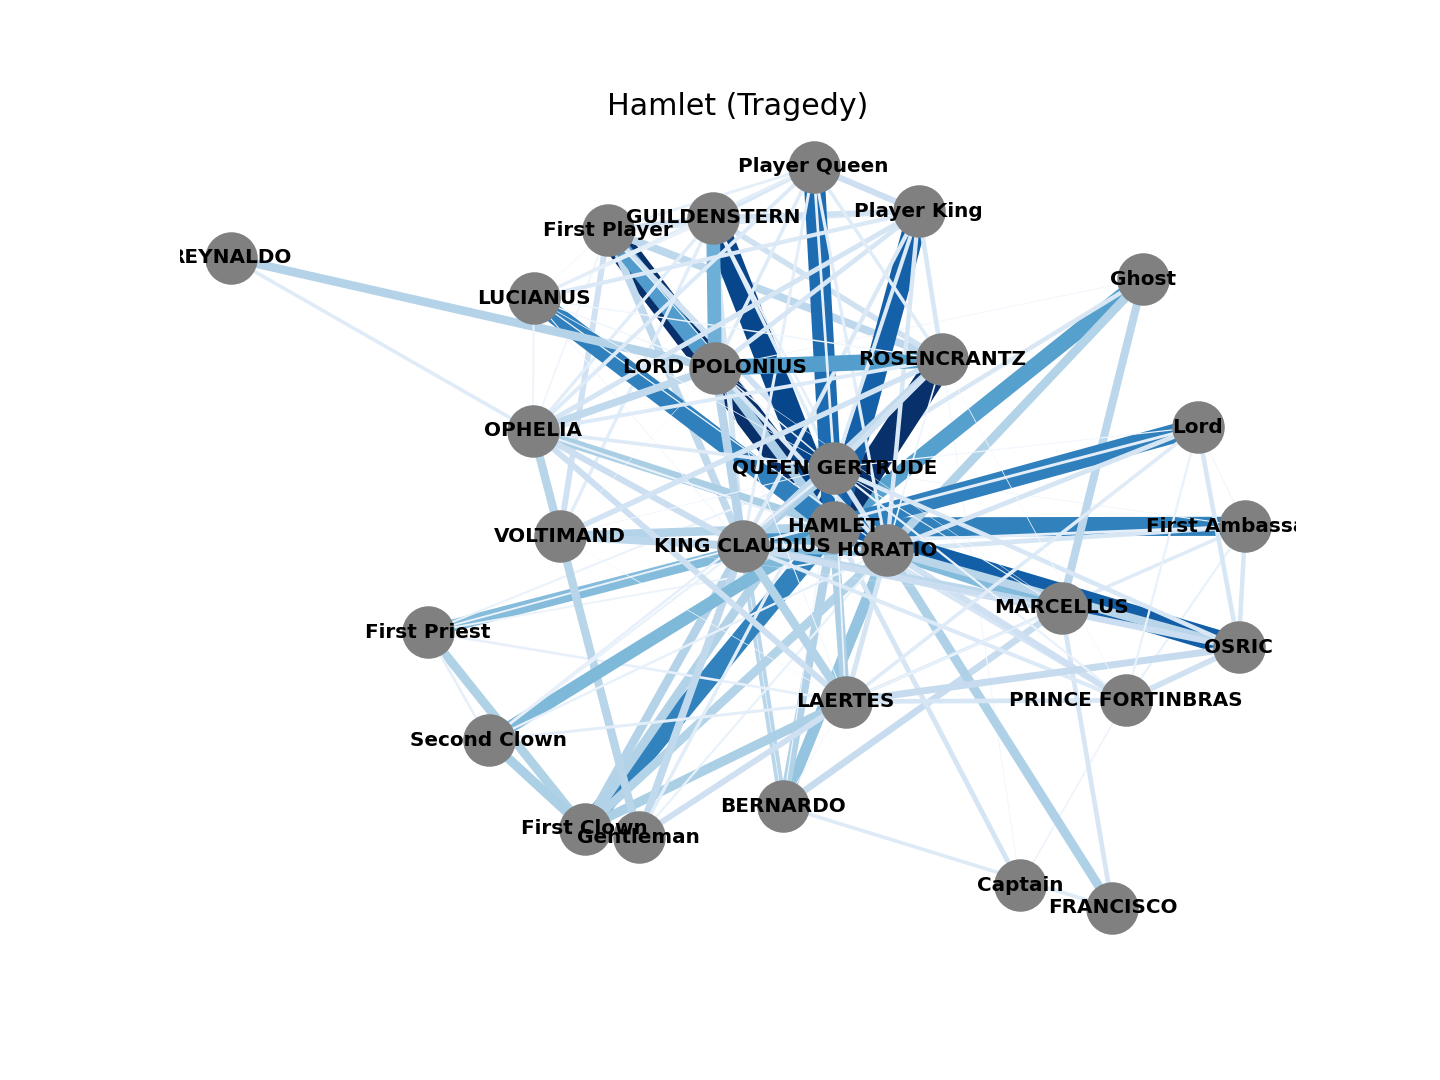 Hamlet (Tragedy)
Player Queen
Player King
GUILDENSTERN
First Player
REYNALDO
Ghost
LUCIANUS
ROSENCRANTZ
LORD POLONIUS
Lord
OPHELIA
QUEEN GERTRUDE
HAMLET
First Ambassa
VOLTIMAND
KING CLAUDIUS
HORATIO
MARCELLUS
First Priest
OSRIC
LAERTES
PRINCE FORTINBRAS
Second Clown
BERNARDO
First Clown
Gentleman
Captain
FRANCISCO